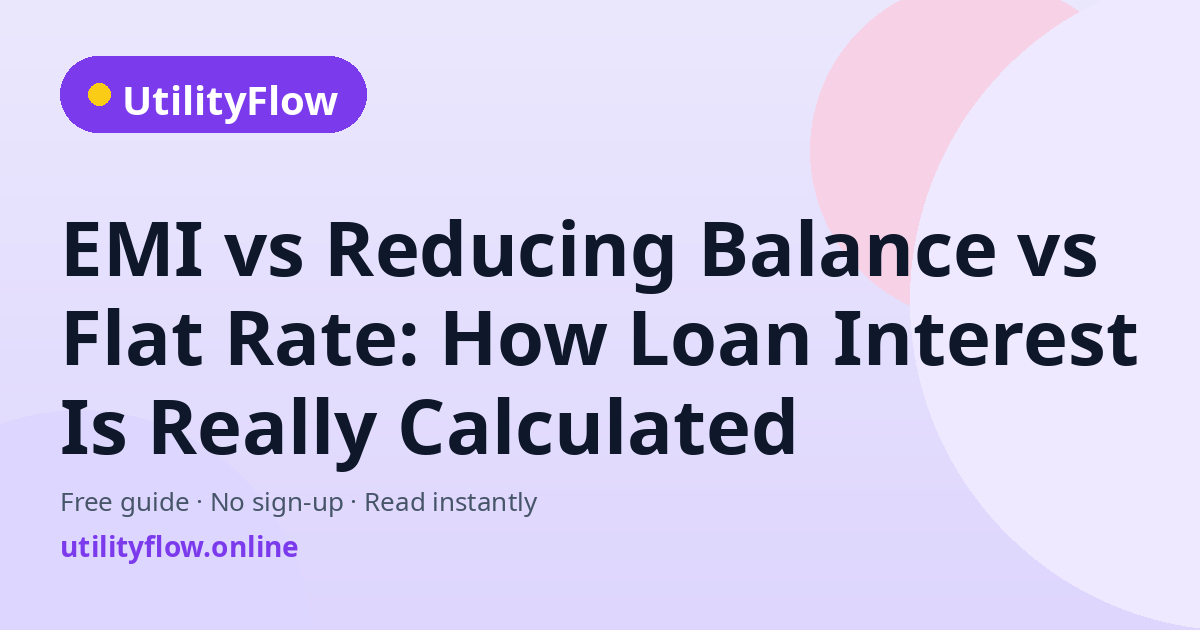 UtilityFlow
EMI vs Reducing Balance vs
Flat Rate: How Loan Interest
Is Really Calculated
Free guide · No sign-up · Read instantly
utilityflow.online